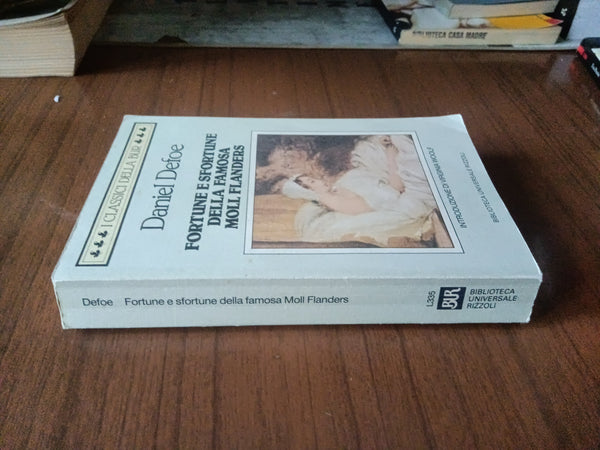 I CLASSICI DELLA BUR
Daniel Defoe
FORTUNE E SFORTUNE
DELLA FAMOSA
MOLL FLANDERS
INTRODUZIONE DI VIRGINIA WOOLF
BIBLIOTECA UNIVERSALE RIZZOLI
Defoe Fortune e sfortune della famosa Moll Flanders
L335
BUR
BIBLIOTECA
UNIVERSALE
RIZZOLI
BIBLIOTECA CASA MADRE